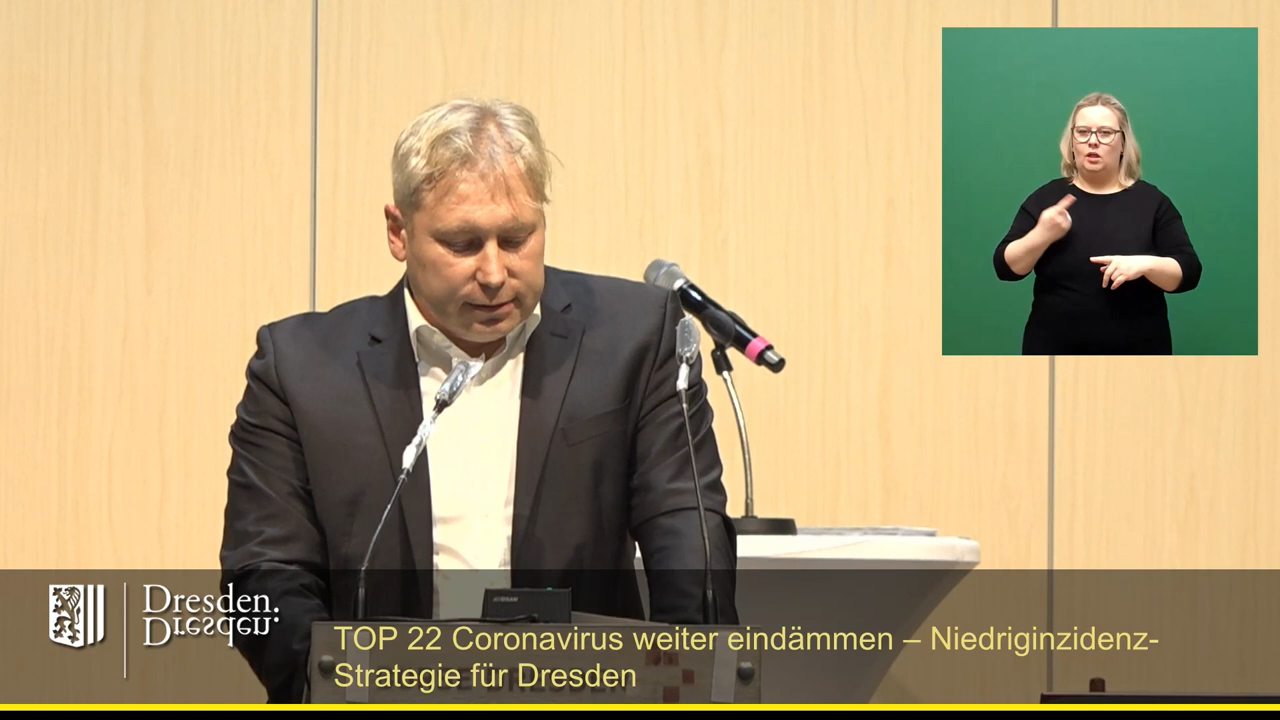 Dresden.
Dresden.
TOP 22 Coronavirus weiter eindämmen – Niedriginzidenz-
Strategie für Dresden